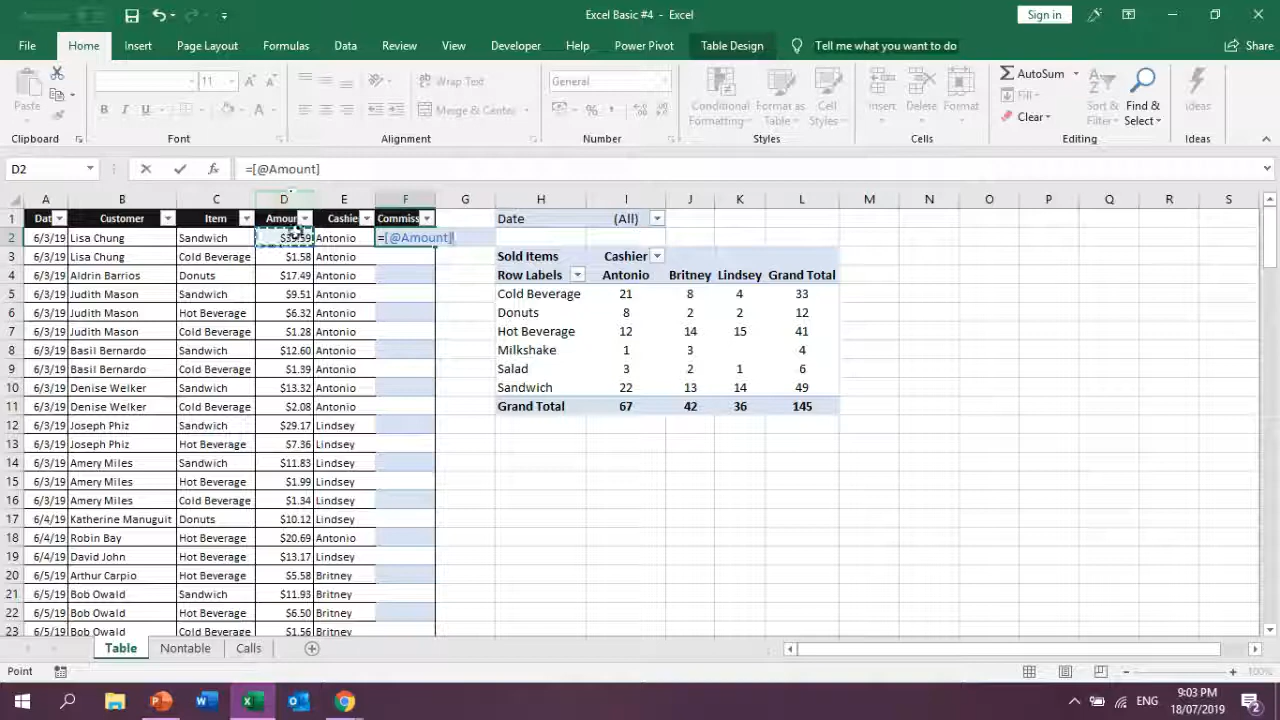 Excel Basic #4 - Excel
Sign in
File Home Insert Page Layout Formulas Data Review View Developer Help Power Pivot Table Design Tell me what you want to do Share
Paste
11 A A
B I U A
Wrap Text
Merge & Center
General
%
Conditional Formatting
Format as Table
Cell Styles
Insert Delete Format
AutoSum
Fill
Clear
Sort & Filter
Find & Select
Ideas
Clipboard Font Alignment Number Styles Cells Editing Ideas
D2 fx =[@Amount]
A B C D E F G H I J K L M N O P Q R S
1 Dat Customer Item Amour Cashie Commiss Date (All)
2 6/3/19 Lisa Chung Sandwich $35.59 Antonio =[@Amount]
3 6/3/19 Lisa Chung Cold Beverage $1.58 Antonio Sold Items Cashier
4 6/3/19 Aldrin Barrios Donuts $17.49 Antonio Row Labels Antonio Britney Lindsey Grand Total
5 6/3/19 Judith Mason Sandwich $9.51 Antonio Cold Beverage 21 8 4 33
6 6/3/19 Judith Mason Hot Beverage $6.32 Antonio Donuts 8 2 2 12
7 6/3/19 Judith Mason Cold Beverage $1.28 Antonio Hot Beverage 12 14 15 41
8 6/3/19 Basil Bernardo Sandwich $12.60 Antonio Milkshake 1 3 4
9 6/3/19 Basil Bernardo Cold Beverage $1.39 Antonio Salad 3 2 1 6
10 6/3/19 Denise Welker Sandwich $13.32 Antonio Sandwich 22 13 14 49
11 6/3/19 Denise Welker Cold Beverage $2.08 Antonio Grand Total 67 42 36 145
12 6/3/19 Joseph Phiz Sandwich $29.17 Lindsey
13 6/3/19 Joseph Phiz Hot Beverage $7.36 Lindsey
14 6/3/19 Amery Miles Sandwich $11.83 Lindsey
15 6/3/19 Amery Miles Hot Beverage $1.99 Lindsey
16 6/3/19 Amery Miles Cold Beverage $1.34 Lindsey
17 6/4/19 Katherine Manuguit Donuts $10.12 Lindsey
18 6/4/19 Robin Bay Hot Beverage $20.69 Antonio
19 6/4/19 David John Hot Beverage $13.17 Lindsey
20 6/5/19 Arthur Carpio Hot Beverage $5.58 Britney
21 6/5/19 Bob Owald Sandwich $11.93 Britney
22 6/5/19 Bob Owald Hot Beverage $6.50 Britney
23 6/5/19 Bob Owald Cold Beverage $1.56 Britney
Table Nontable Calls
Point 100%
ENG
9:03 PM
18/07/2019
2